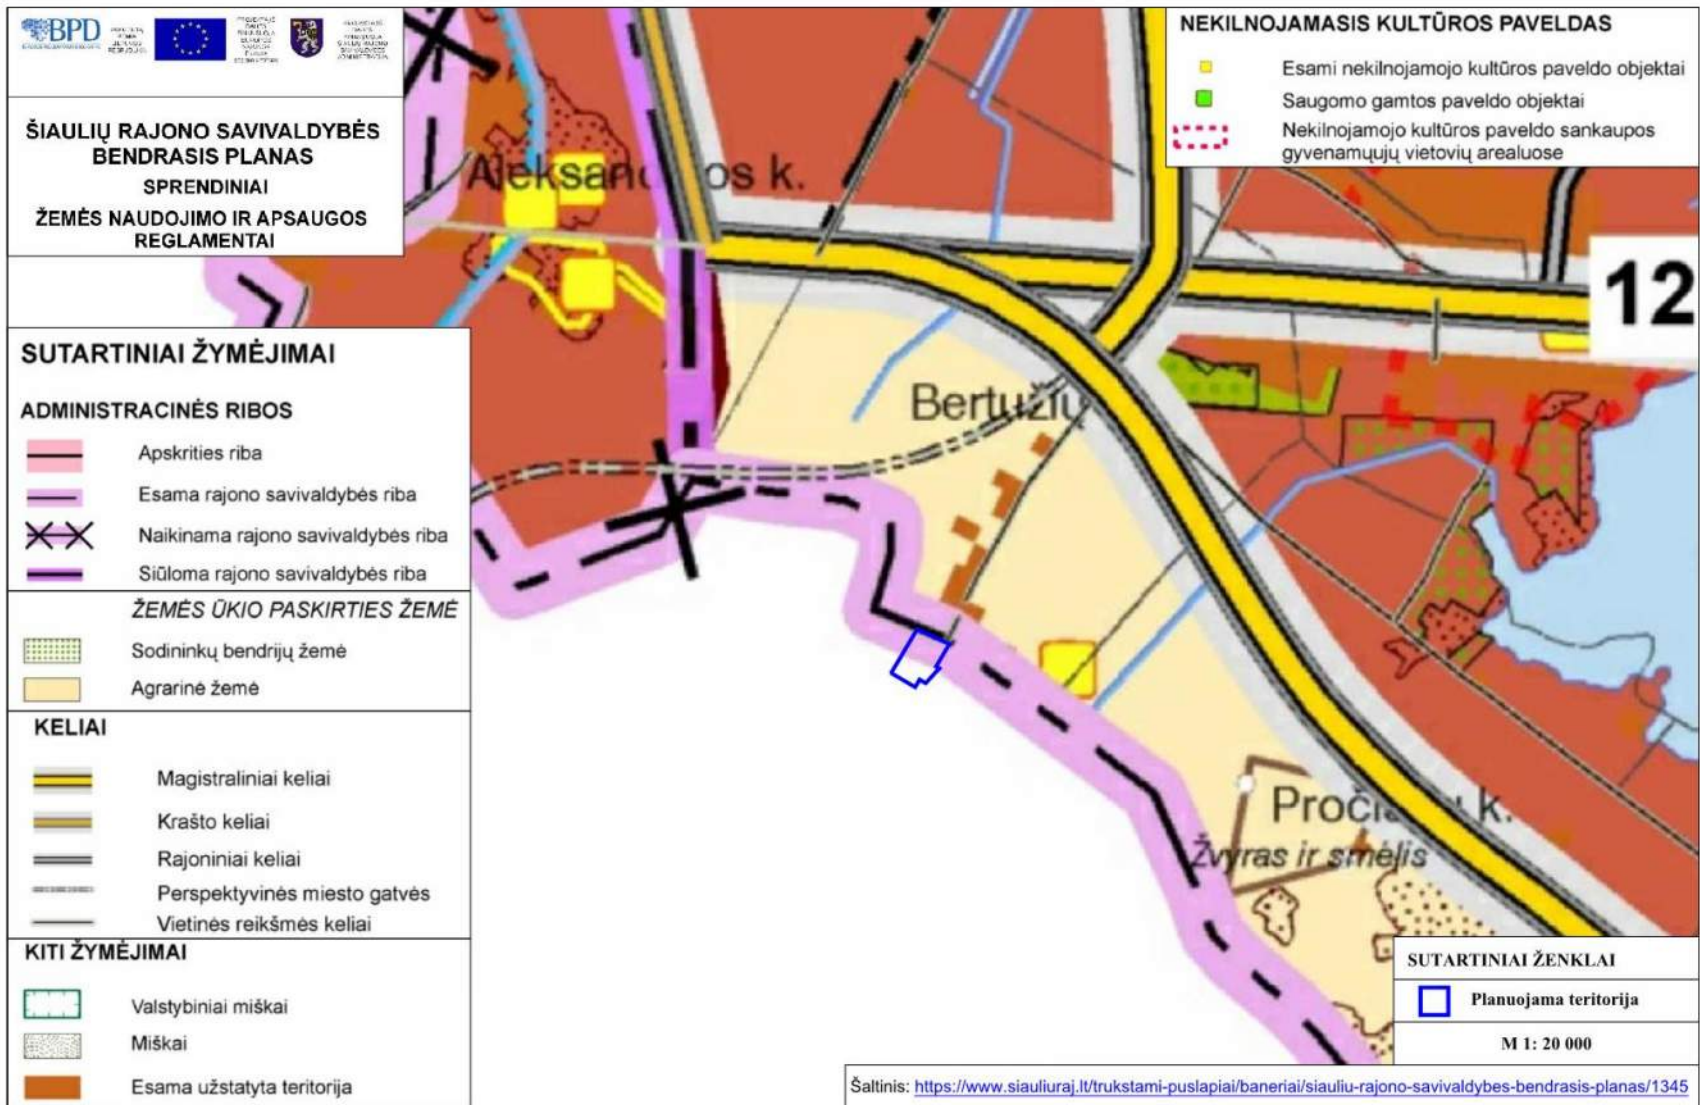 BPD
ŠIAULIŲ RAJONO SAVIVALDYBĖS
BENDRASIS PLANAS
SPRENDINIAI
ŽEMĖS NAUDOJIMO IR APSAUGOS
REGLAMENTAI
SUTARTINIAI ŽYMĖJIMAI
ADMINISTRACINĖS RIBOS
Apskrities riba
Esama rajono savivaldybės riba
Naikinama rajono savivaldybės riba
Siūloma rajono savivaldybės riba
ŽEMĖS ŪKIO PASKIRTIES ŽEMĖ
Sodininkų bendrijų žemė
Agrarinė žemė
KELIAI
Magistraliniai keliai
Krašto keliai
Rajoniniai keliai
Perspektyvinės miesto gatvės
Vietinės reikšmės keliai
KITI ŽYMĖJIMAI
Valstybiniai miškai
Miškai
Esama užstatyta teritorija
NEKILNOJAMASIS KULTŪROS PAVELDAS
Esami nekilnojamojo kultūros paveldo objektai
Saugomo gamtos paveldo objektai
Nekilnojamojo kultūros paveldo sankaupos
gyvenamųjų vietovių arealuose
k.
12
Bertužių
k.
Žvyras ir smėlis
SUTARTINIAI ŽENKLAI
Planuojama teritorija
M 1: 20 000
Šaltinis: https://www.siauliuraj.lt/trukstami-puslapiai/baneriai/siauliu-rajono-savivaldybes-bendrasis-planas/1345